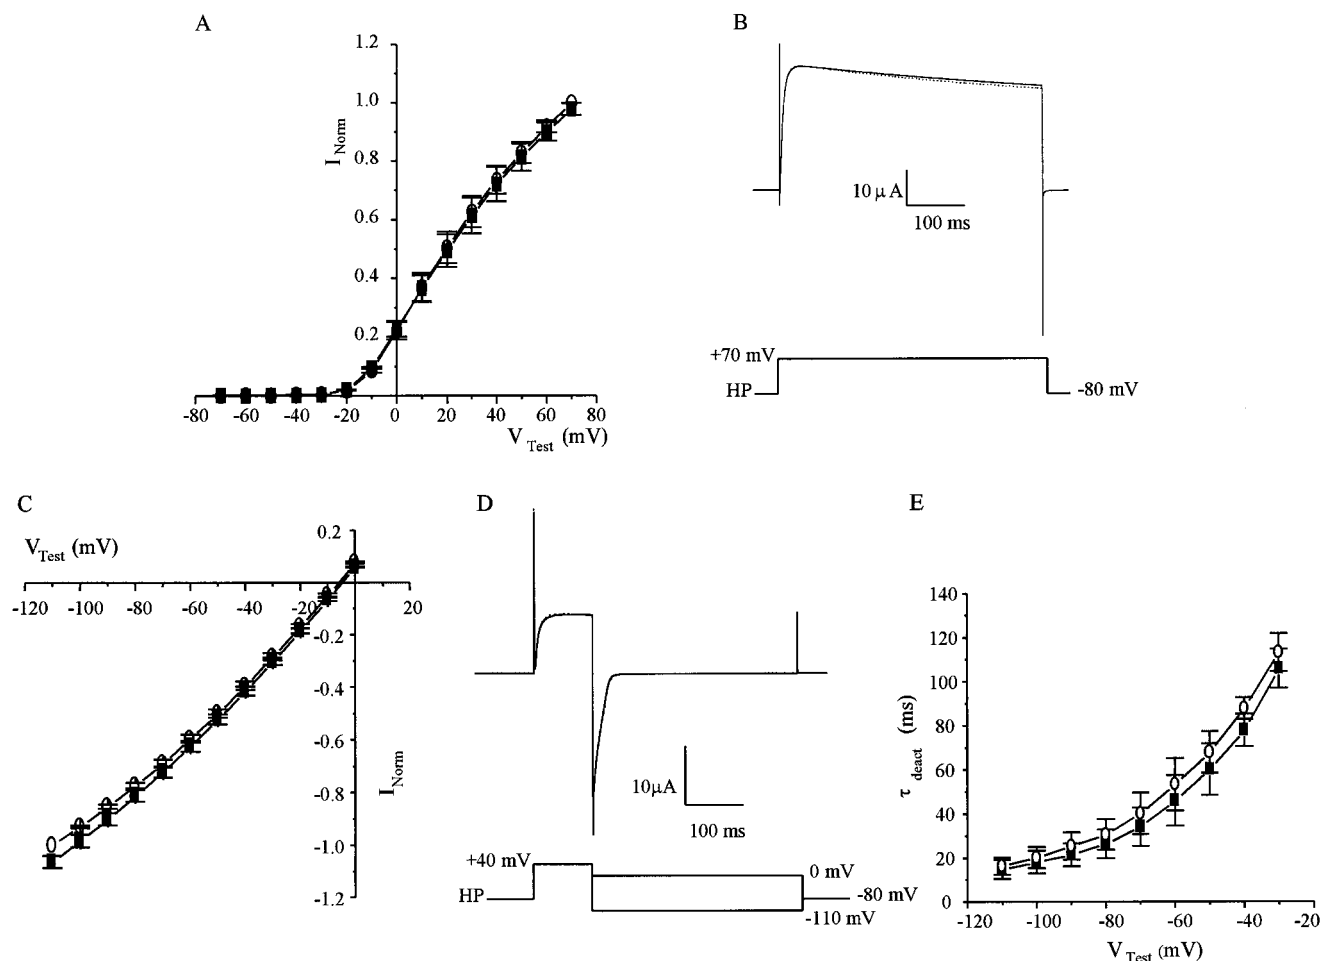 A
1.2
1.0
0.8
0.6
0.4
0.2
I Norm
-80 -60 -40 -20 0 20 40 60 80
V Test (mV)
B
10 µ A
100 ms
+70 mV
HP
-80 mV
C
V Test (mV)
0.2
-120 -100 -80 -60 -40 -20 20
-0.2
-0.4
-0.6
-0.8
-1.0
-1.2
I Norm
D
10µA
100 ms
+40 mV
HP
0 mV
-80 mV
-110 mV
E
140
120
100
80
60
40
20
0
τ deact (ms)
-120 -100 -80 -60 -40 -20
V Test (mV)